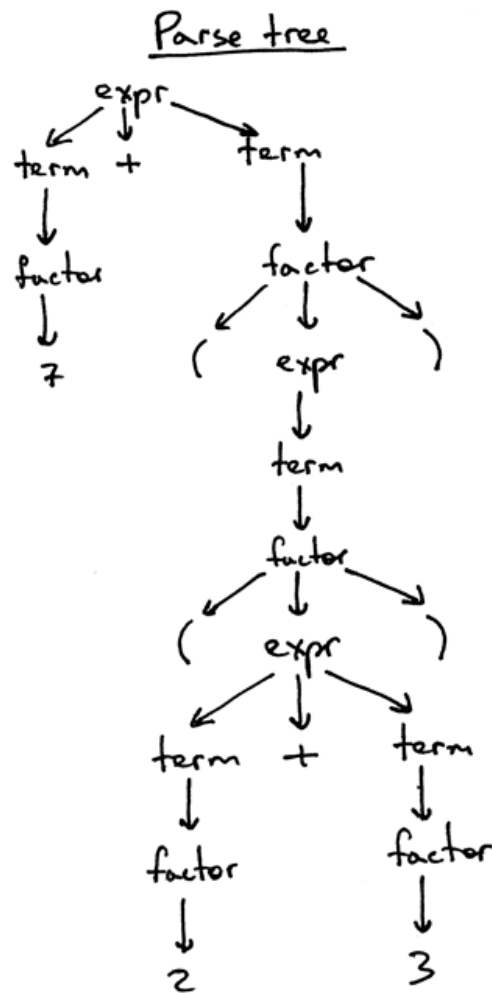 Parse tree
expr
term + term
factor factor
7 ( expr )
term
factor
( expr )
term + term
factor factor
2 3